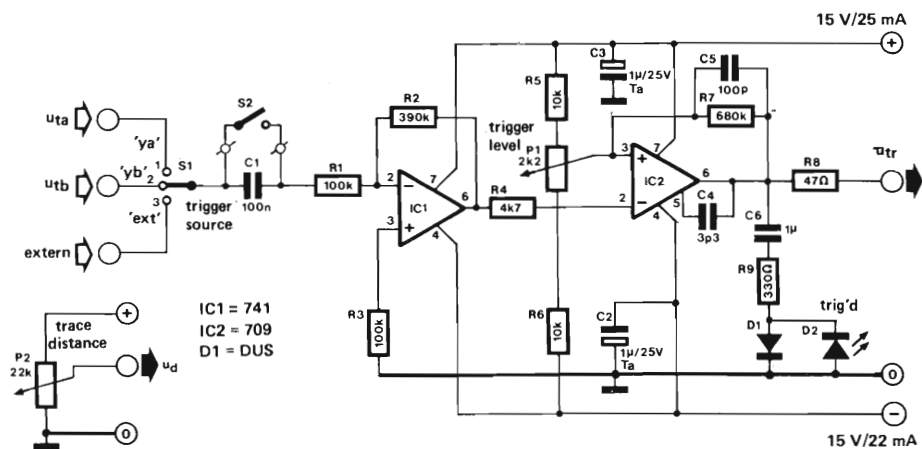 15 V/25 mA
+
C3
1µ/25V
Ta
C5
100p
R7
680k
R5
10k
S2
R2
390k
uta
'ya'
1
S1
utb
'yb'
2
3
'ext'
extern
trigger
source
C1
100n
R1
100k
2
−
7
IC1
6
3
+
4
R4
4k7
trigger
level
P1
2k2
3
+
7
IC2
6
2
−
4
5
C4
3p3
R8
47Ω
utr
C6
1µ
R9
330Ω
trig'd
D1
D2
R3
100k
R6
10k
C2
1µ/25V
Ta
IC1 = 741
IC2 = 709
D1 = DUS
+
trace
distance
P2
22k
ud
0
0
−
15 V/22 mA